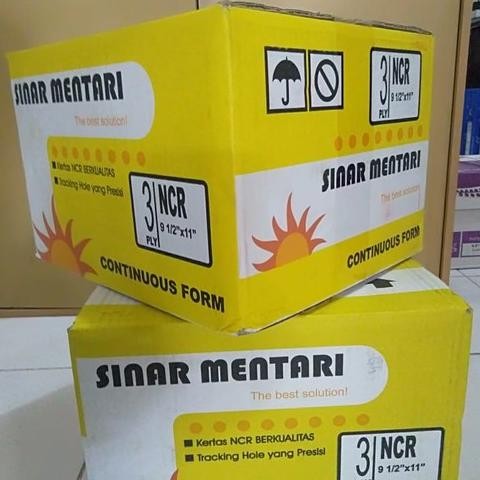 SINAR MENTARI
The best solution!
Kertas NCR BERKUALITAS
Tracking Hole yang Presisi
3 PLY
NCR
9 1/2"x11"
CONTINUOUS FORM
3 PLY
NCR
9 1/2"x11"
SINAR MENTARI
The best solution!
CONTINUOUS FORM
SINAR MENTARI
The best solution!
Kertas NCR BERKUALITAS
Tracking Hole yang Presisi
3
NCR
9 1/2"x11"